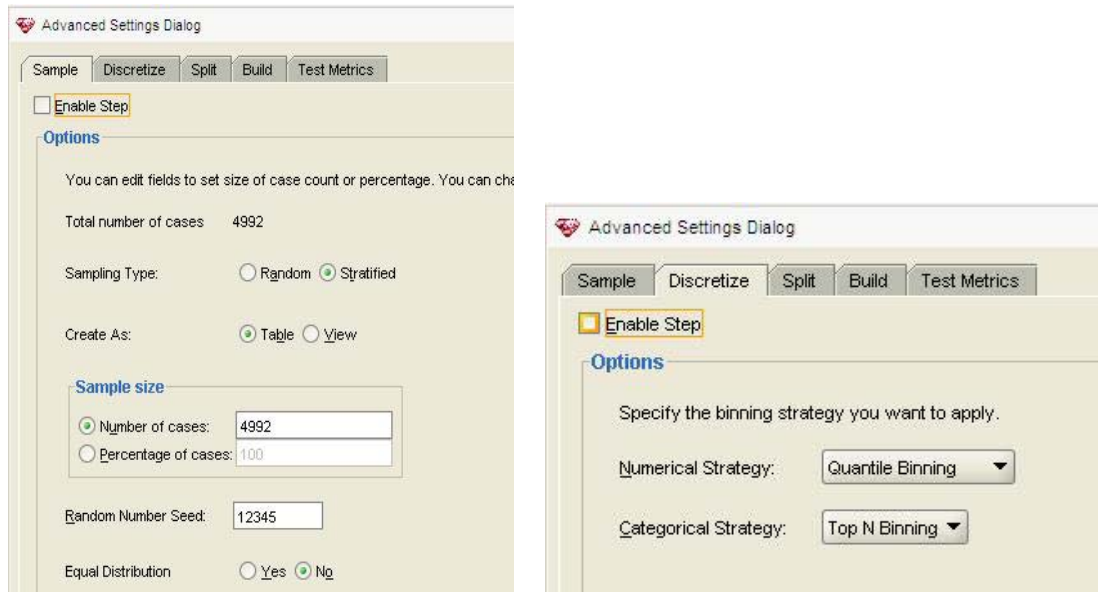 Advanced Settings Dialog
Sample Discretize Split Build Test Metrics
Enable Step
Options
You can edit fields to set size of case count or percentage. You can cha
Total number of cases 4992
Sampling Type: Random Stratified
Create As: Table View
Sample size
Number of cases: 4992
Percentage of cases: 100
Random Number Seed: 12345
Equal Distribution Yes No
Advanced Settings Dialog
Sample Discretize Split Build Test Metrics
Enable Step
Options
Specify the binning strategy you want to apply.
Numerical Strategy: Quantile Binning
Categorical Strategy: Top N Binning